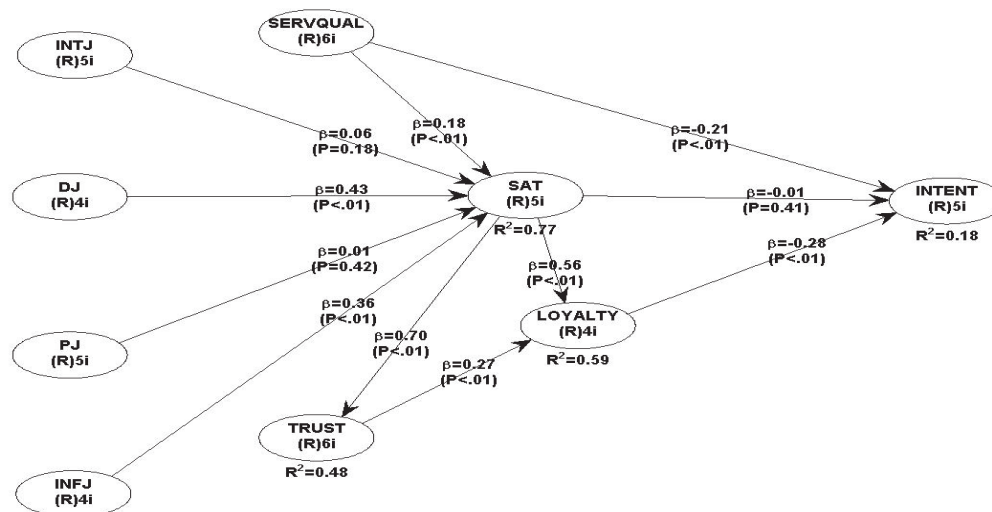 SERVQUAL
(R)6i
INTJ
(R)5i
β=0.18
(P<.01)
β=-0.21
(P<.01)
β=0.06
(P=0.18)
DJ
(R)4i
β=0.43
(P<.01)
SAT
(R)5i
R²=0.77
β=-0.01
(P=0.41)
INTENT
(R)5i
R²=0.18
β=0.01
(P=0.42)
β=-0.28
(P<.01)
β=0.56
(P<.01)
β=0.36
(P<.01)
LOYALTY
(R)4i
R²=0.59
PJ
(R)5i
β=0.70
(P<.01)
β=0.27
(P<.01)
TRUST
(R)6i
R²=0.48
INFJ
(R)4i